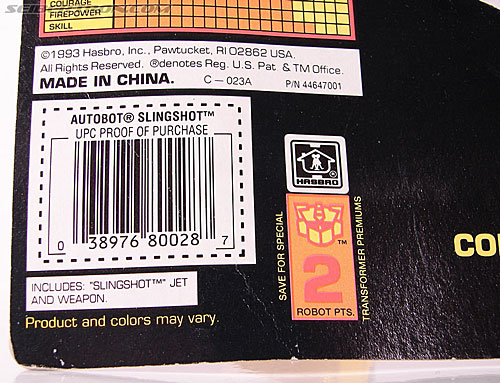 COURAGE
FIREPOWER
SKILL
©1993 Hasbro, Inc., Pawtucket, RI 02862 USA.
All Rights Reserved. ®denotes Reg. U.S. Pat. & TM Office.
MADE IN CHINA. C – 023A P/N 44647001
AUTOBOT® SLINGSHOT™
UPC PROOF OF PURCHASE
0 38976 80028 7
INCLUDES: "SLINGSHOT™" JET
AND WEAPON.
Product and colors may vary.
HASBRO ®
SAVE FOR SPECIAL
TM
2
ROBOT PTS.
TRANSFORMER PREMIUMS